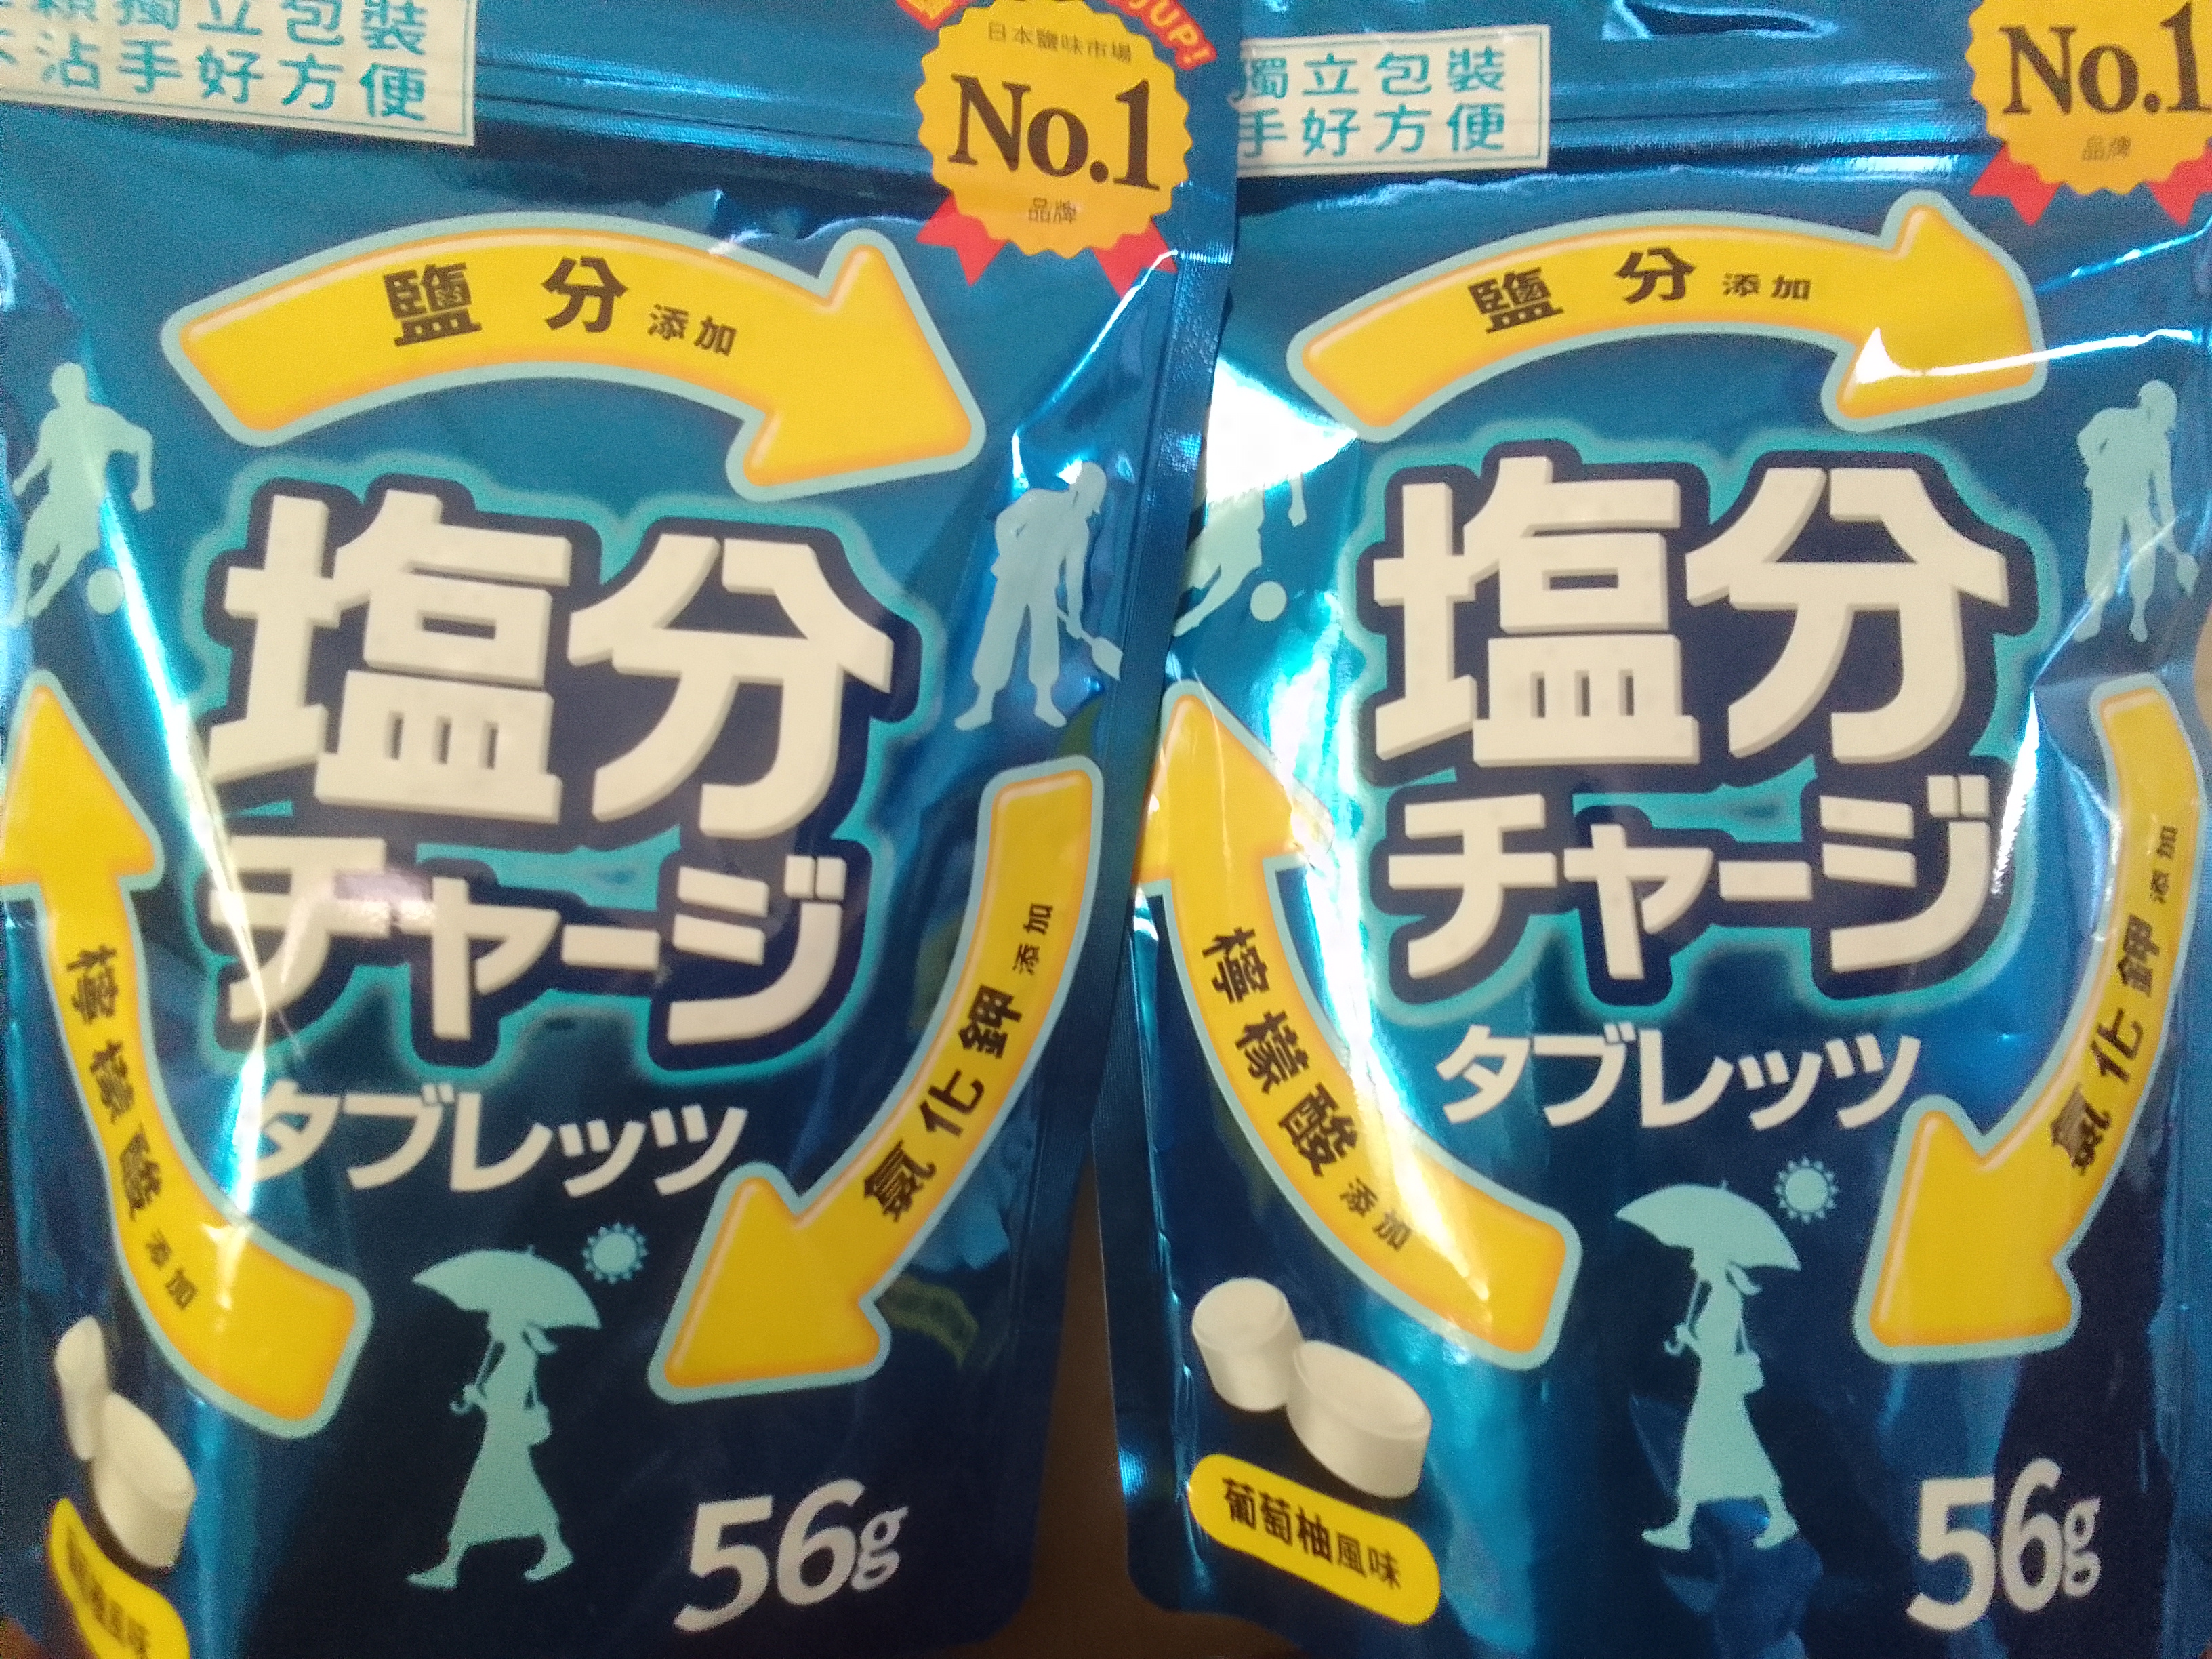 獨立包裝
沾手好方便
日本鹽味市場
No.1
品牌
鹽分添加
塩分
チャージ
タブレッツ
檸檬酸添加
氯化鉀添加
56g
獨立包裝
手好方便
No.1
品牌
鹽分添加
塩分
チャージ
タブレッツ
檸檬酸添加
氯化鉀添加
葡萄柚風味
56g